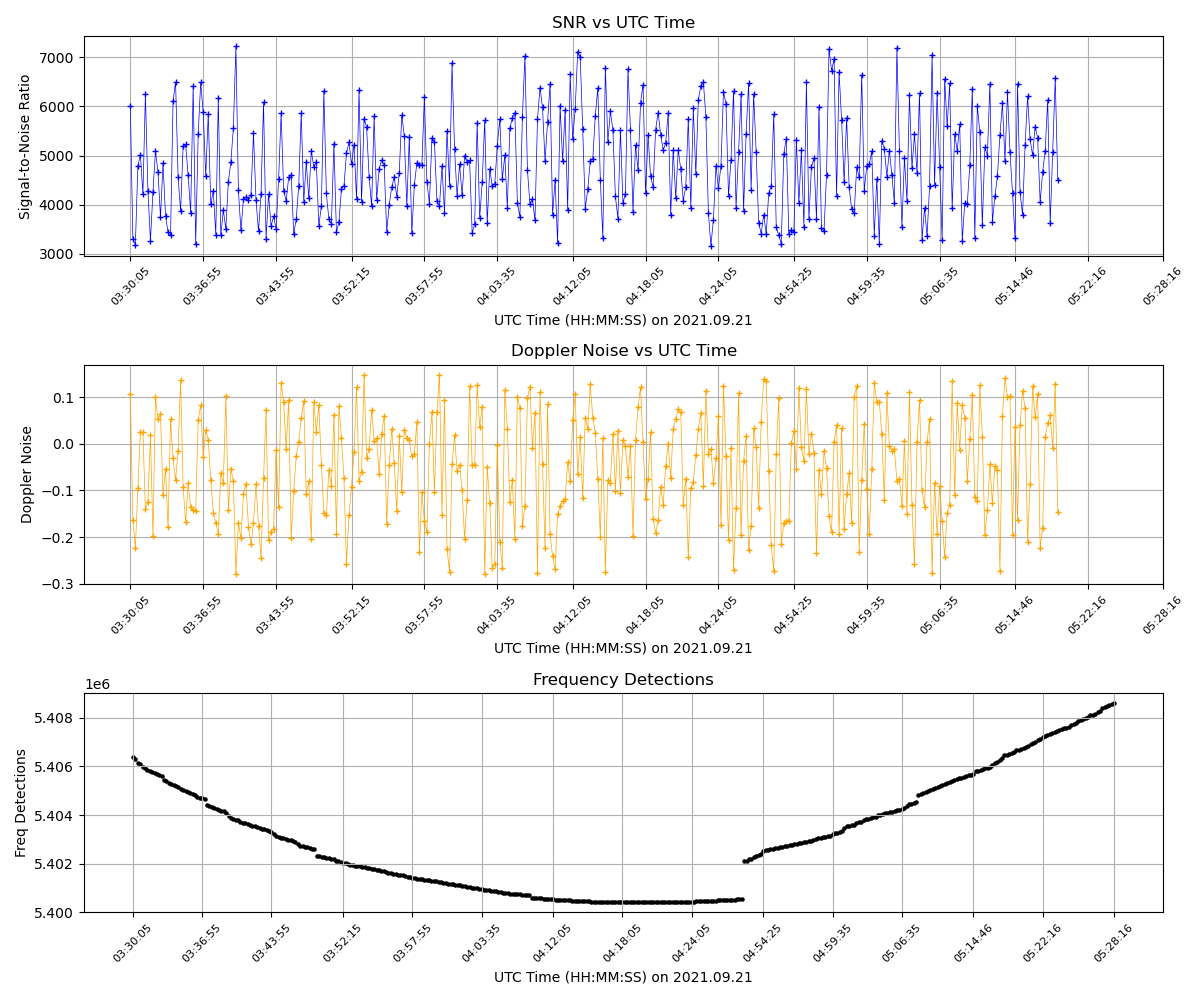 SNR vs UTC Time
Signal-to-Noise Ratio
7000
6000
5000
4000
3000
03:30:05 03:36:55 03:43:55 03:52:15 03:57:55 04:03:35 04:12:05 04:18:05 04:24:05 04:54:25 04:59:35 05:06:35 05:14:46 05:22:16 05:28:16
UTC Time (HH:MM:SS) on 2021.09.21
Doppler Noise vs UTC Time
Doppler Noise
0.1
0.0
−0.1
−0.2
−0.3
03:30:05 03:36:55 03:43:55 03:52:15 03:57:55 04:03:35 04:12:05 04:18:05 04:24:05 04:54:25 04:59:35 05:06:35 05:14:46 05:22:16 05:28:16
UTC Time (HH:MM:SS) on 2021.09.21
Frequency Detections
1e6
Freq Detections
5.408
5.406
5.404
5.402
5.400
03:30:05 03:36:55 03:43:55 03:52:15 03:57:55 04:03:35 04:12:05 04:18:05 04:24:05 04:54:25 04:59:35 05:06:35 05:14:46 05:22:16 05:28:16
UTC Time (HH:MM:SS) on 2021.09.21